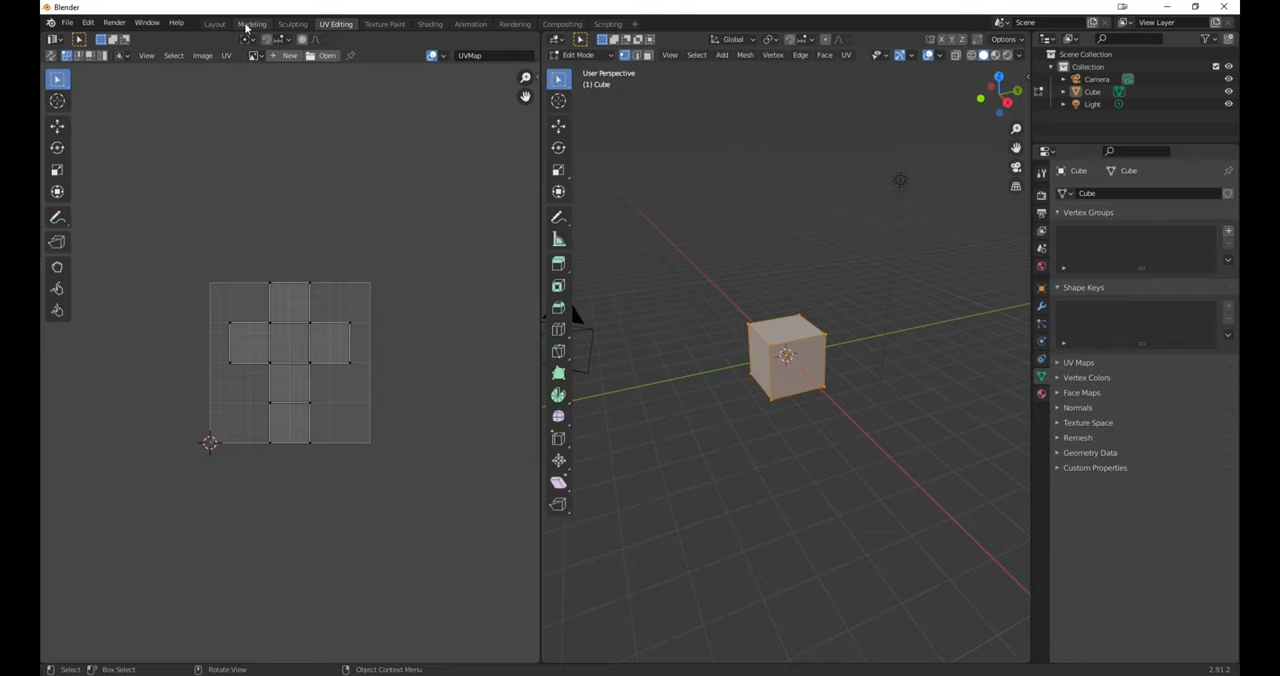 Blender
File Edit Render Window Help Layout Modeling Sculpting UV Editing Texture Paint Shading Animation Rendering Compositing Scripting + Scene View Layer
Global X Y Z Options
View Select Image UV New Open UVMap Edit Mode View Select Add Mesh Vertex Edge Face UV
User Perspective
(1) Cube
Z
Y
X
Scene Collection
Collection
Camera
Cube
Light
Cube Cube
Cube
Vertex Groups
Shape Keys
UV Maps
Vertex Colors
Face Maps
Normals
Texture Space
Remesh
Geometry Data
Custom Properties
Select Box Select Rotate View Object Context Menu 2.91.2